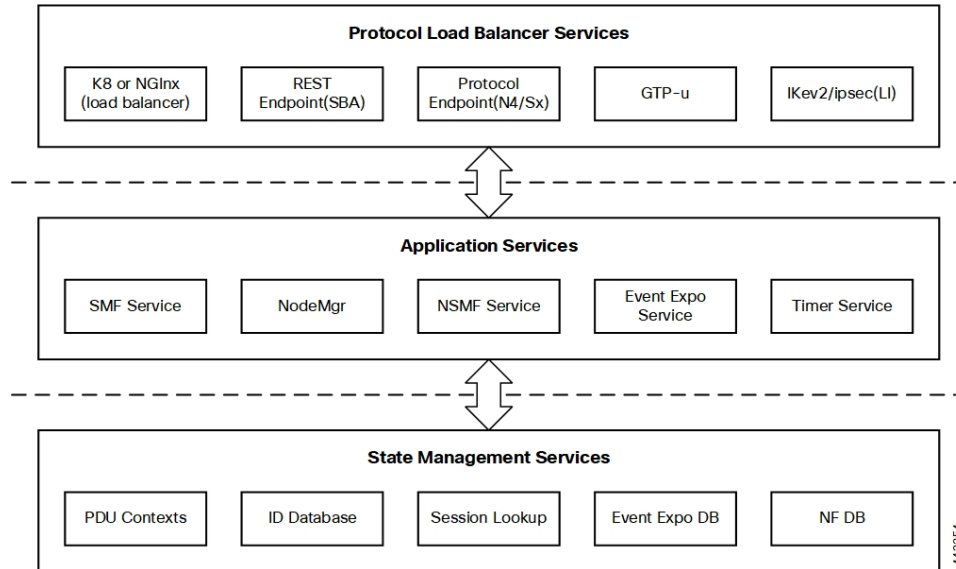 Protocol Load Balancer Services
K8 or NGInx
(load balancer)
REST
Endpoint(SBA)
Protocol
Endpoint(N4/Sx)
GTP-u
IKev2/ipsec(LI)
Application Services
SMF Service
NodeMgr
NSMF Service
Event Expo
Service
Timer Service
State Management Services
PDU Contexts
ID Database
Session Lookup
Event Expo DB
NF DB